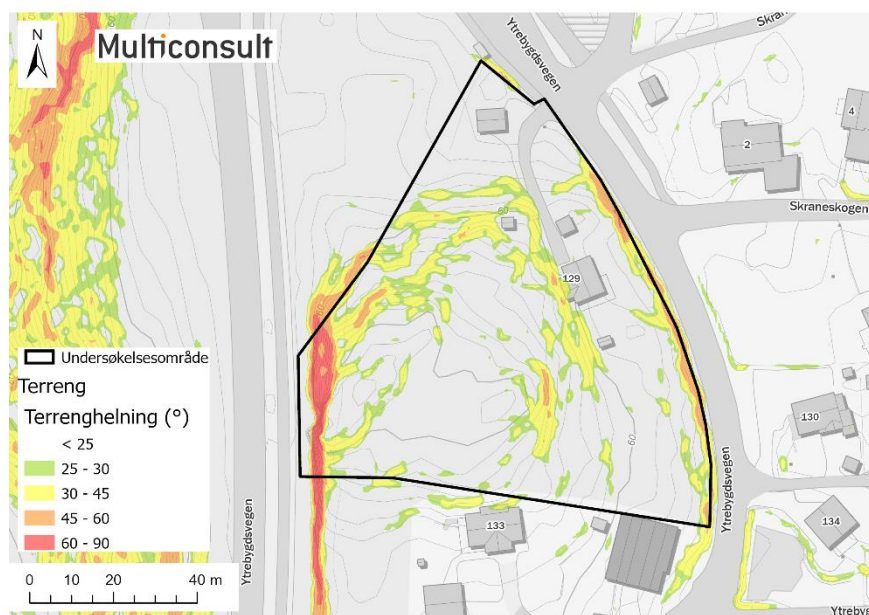 N
Multiconsult
Ytrebygdsvegen
Skraneskogen
2
4
Skraneskogen
60
129
60
130
133
134
Ytrebygdsvegen
Ytrebygdsvegen
Ytrebygdsvegen
Undersøkelsesområde
Terreng
Terrenghelning (°)
< 25
25 - 30
30 - 45
45 - 60
60 - 90
0 10 20 40 m